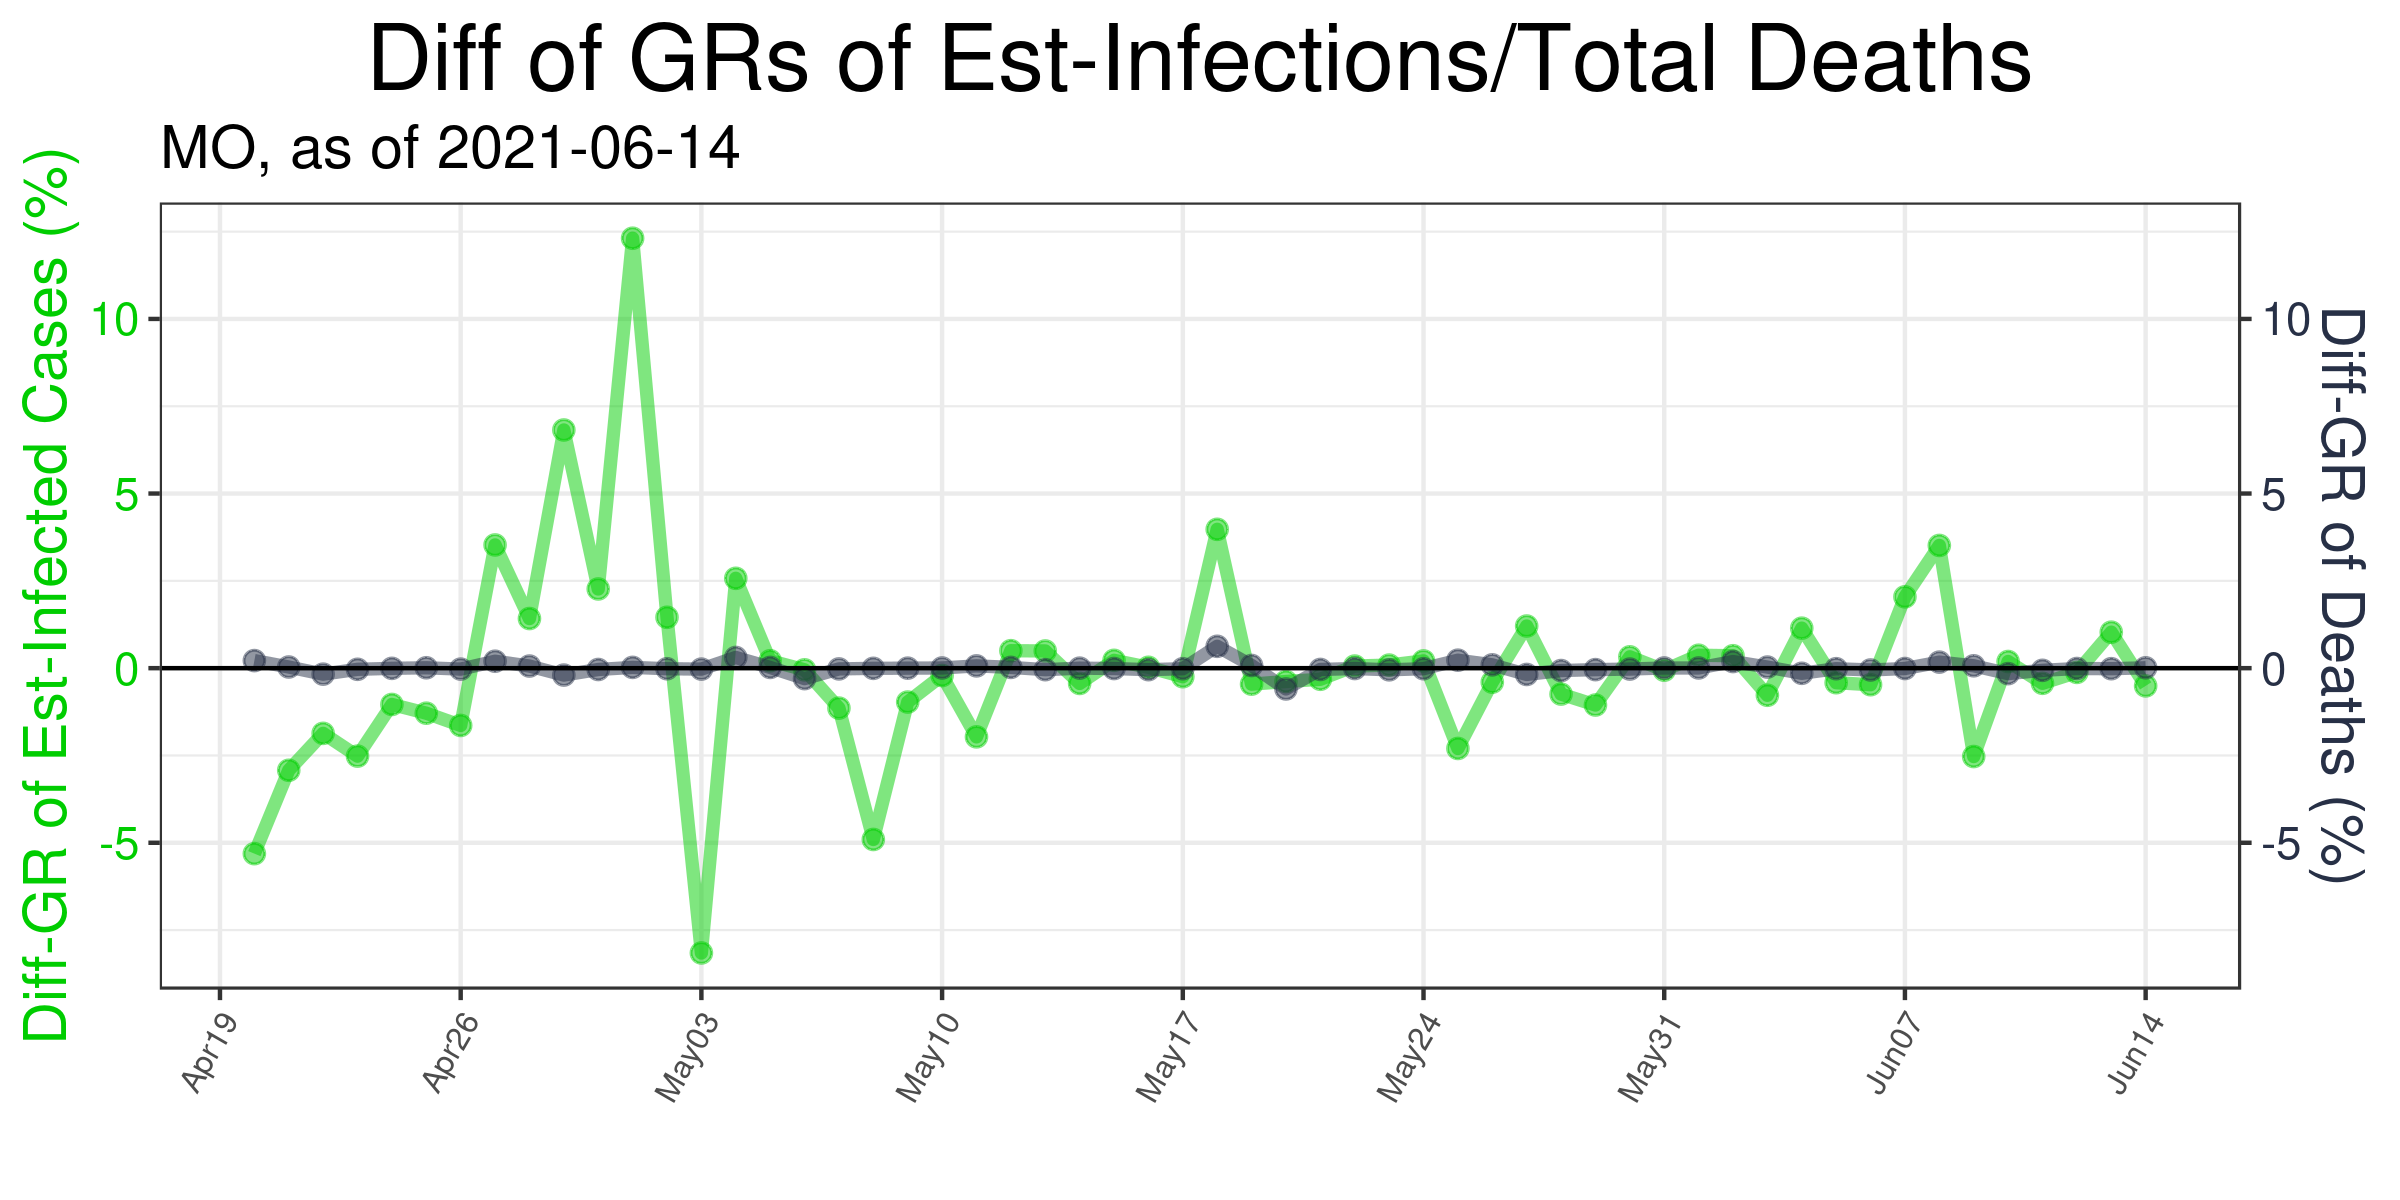 Diff of GRs of Est-Infections/Total Deaths
MO, as of 2021-06-14
Diff-GR of Est-Infected Cases (%)
10
5
0
-5
10
5
0
-5
Diff-GR of Deaths (%)
Apr19
Apr26
May03
May10
May17
May24
May31
Jun07
Jun14